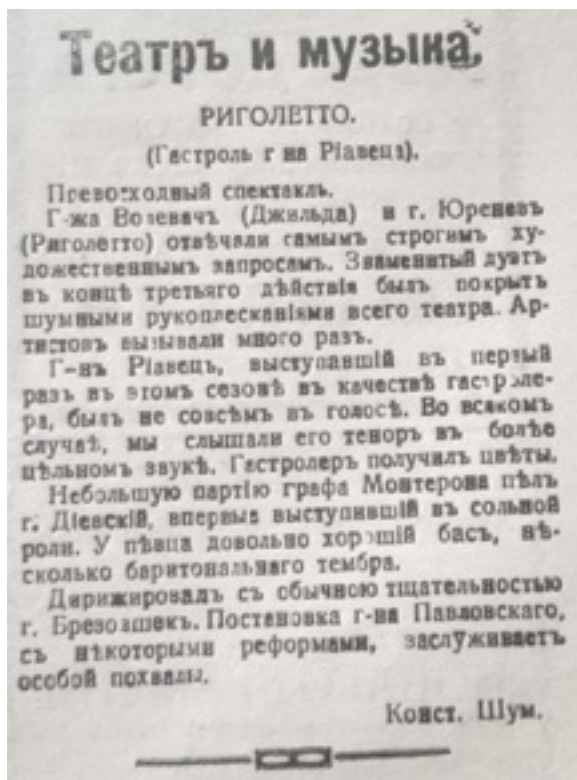 Театръ и музыка.
РИГОЛЕТТО.
(Гастроль г-на Ріавеца).
Превосходный спектакль.
Г-жа Возевачъ (Джильда) и г. Юреневъ
(Риголетто) отвѣчали самымъ строгимъ ху-
дожественнымъ запросамъ. Знаменитый дуэтъ
въ концѣ третьяго дѣйствія былъ покрытъ
шумными рукоплесканіями всего театра. Ар-
тистовъ вызывали много разъ.
Г-нъ Ріавецъ, выступавшій въ первый
разъ въ этомъ сезонѣ въ качествѣ гастроле-
ра, былъ не совсѣмъ въ голосѣ. Во всякомъ
случаѣ, мы слышали его теноръ въ болѣе
цѣльномъ звукѣ. Гастролеръ получилъ цвѣты.
Небольшую партію графа Монтерона пѣлъ
г. Діевскій, впервые выступившій въ сольной
роли. У пѣвца довольно хорошій басъ, нѣ-
сколько баритональнаго тембра.
Дирижировалъ съ обычною тщательностью
г. Брезовшекъ. Постановка г-на Павловскаго,
съ нѣкоторыми реформами, заслуживаетъ
особой похвалы.
Конст. Шум.